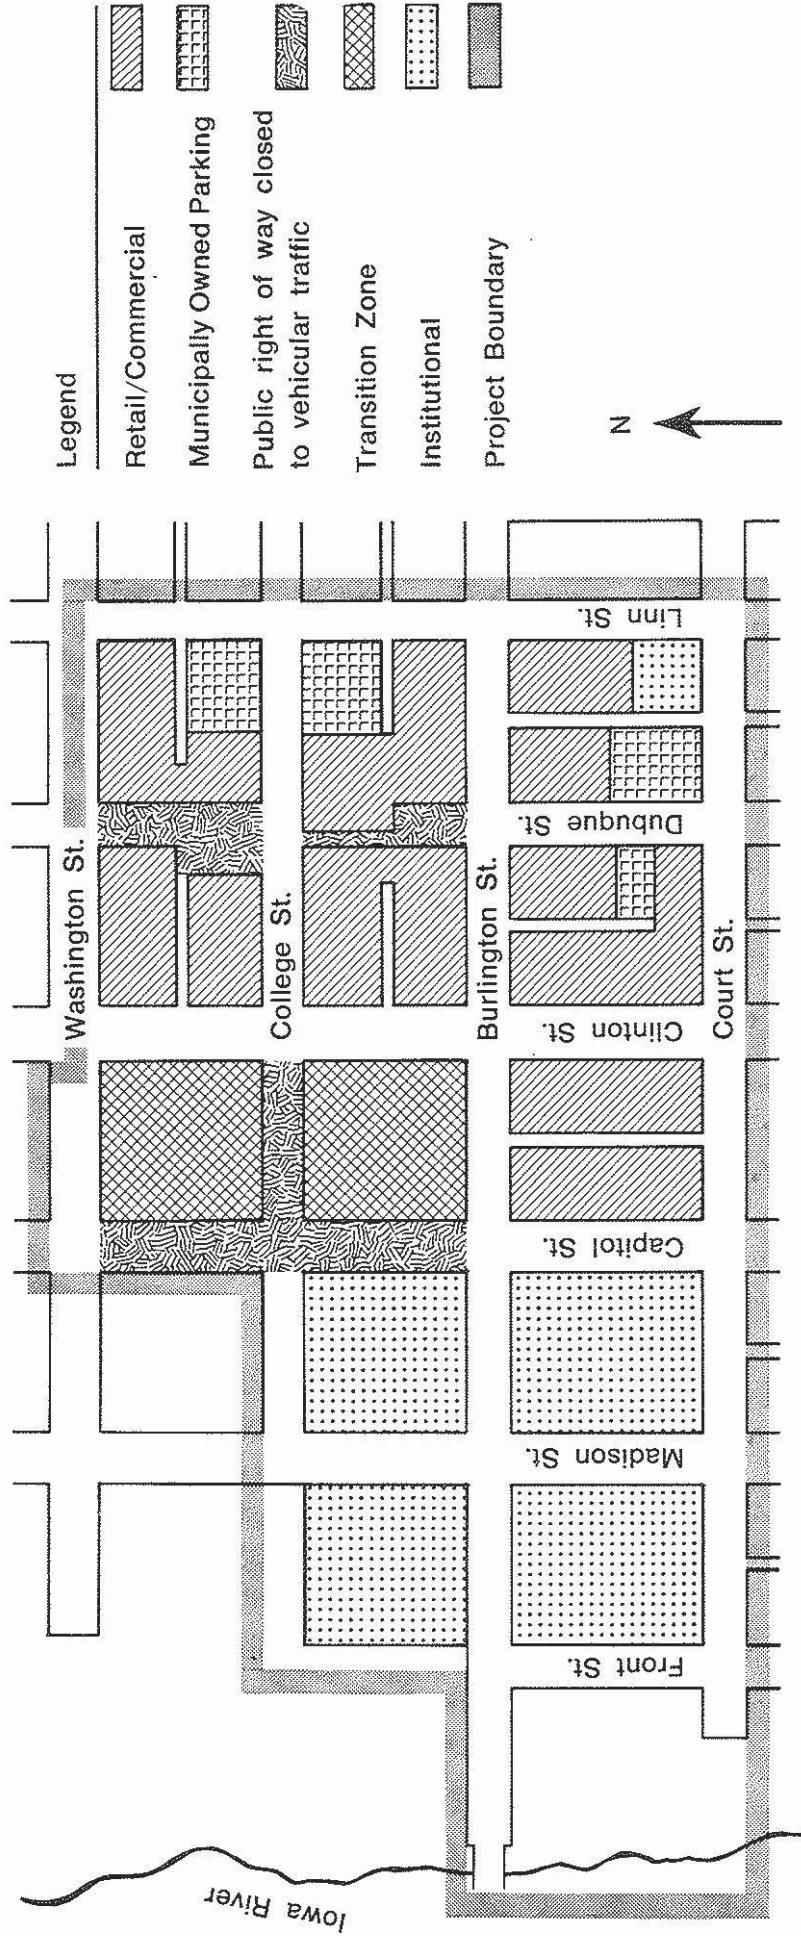 Legend
Retail/Commercial
Municipally Owned Parking
Public right of way closed
to vehicular traffic
Transition Zone
Institutional
Project Boundary
N
Washington St.
College St.
Burlington St.
Court St.
Linn St.
Dubuque St.
Clinton St.
Capitol St.
Madison St.
Front St.
Iowa River